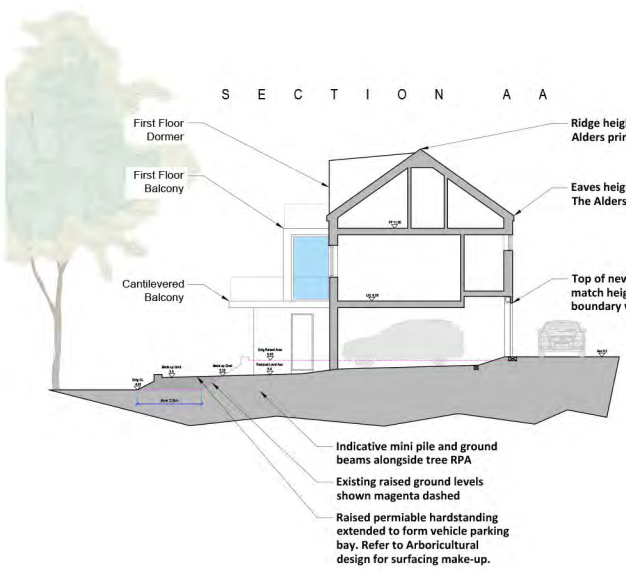 S E C T I O N A A
First Floor
Dormer
Ridge heig
Alders prin
First Floor
Balcony
Eaves heig
The Alders
Cantilevered
Balcony
Top of new
match heig
boundary w
Indicative mini pile and ground
beams alongside tree RPA
Existing raised ground levels
shown magenta dashed
Raised permiable hardstanding
extended to form vehicle parking
bay. Refer to Arboricultural
design for surfacing make-up.